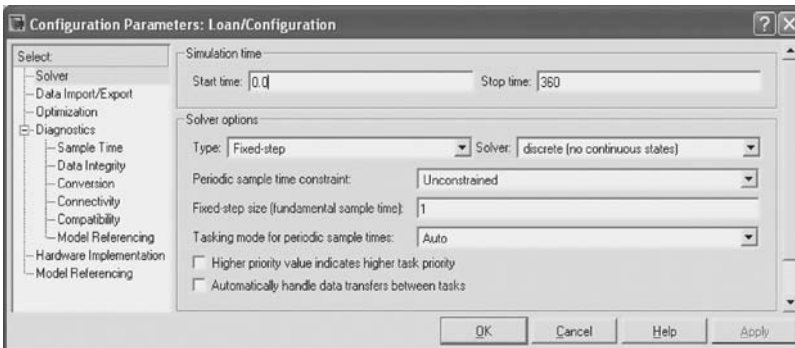 Configuration Parameters: Loan/Configuration
Select:
Solver
Data Import/Export
Optimization
Diagnostics
Sample Time
Data Integrity
Conversion
Connectivity
Compatibility
Model Referencing
Hardware Implementation
Model Referencing
Simulation time
Start time: 0.0 Stop time: 360
Solver options
Type: Fixed-step Solver: discrete (no continuous states)
Periodic sample time constraint: Unconstrained
Fixed-step size (fundamental sample time): 1
Tasking mode for periodic sample times: Auto
Higher priority value indicates higher task priority
Automatically handle data transfers between tasks
OK Cancel Help Apply